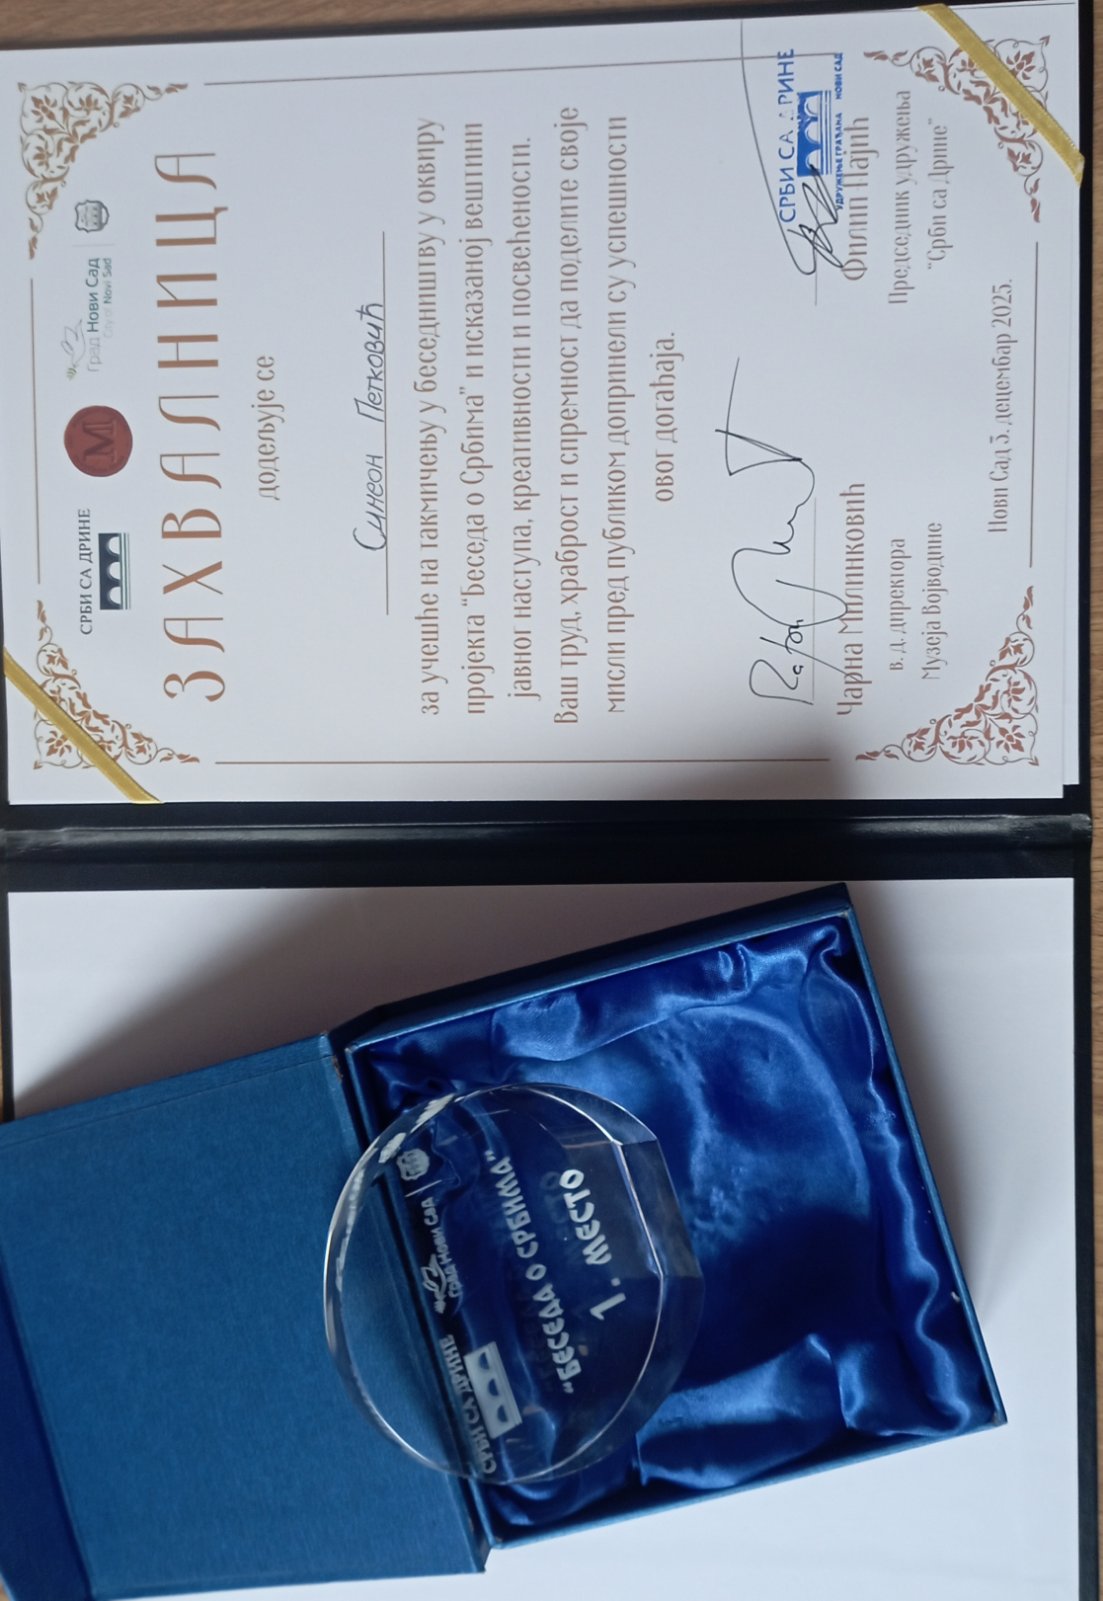 СРБИ СА ДРИНЕ
М
Град Нови Сад
City of Novi Sad
ЗАХВАЛНИЦА
додељује се
Симеон Петковић
за учешће на такмичењу у беседништву у оквиру
пројекта “Беседа о Србима” и исказаној вештини
јавног наступа, креативности и посвећености.
Ваш труд, храброст и спремност да поделите своје
мисли пред публиком допринели су успешности
овог догађаја.
Чарна Милинковић
в. д. директора
Музеја Војводине
СРБИ СА ДРИНЕ
УДРУЖЕЊЕ ГРАЂАНА НОВИ САД
Филип Пајић
Председник удружења
“Срби са Дрине”
Нови Сад 5. децембар 2025.
СРБИ СА ДРИНЕ
ГРАД НОВИ САД
“БЕСЕДА О СРБИМА”
1. МЕСТО